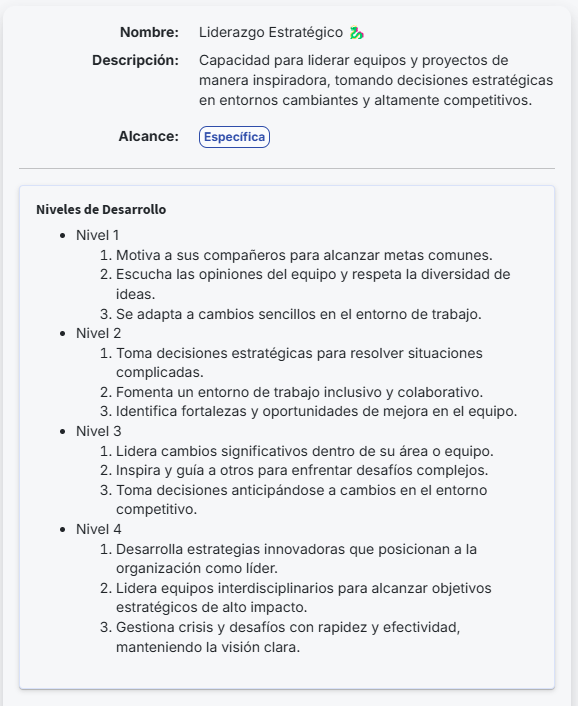 Nombre: Liderazgo Estratégico 🐉
Descripción: Capacidad para liderar equipos y proyectos de
manera inspiradora, tomando decisiones estratégicas
en entornos cambiantes y altamente competitivos.
Alcance: Específica
Niveles de Desarrollo
• Nivel 1
1. Motiva a sus compañeros para alcanzar metas comunes.
2. Escucha las opiniones del equipo y respeta la diversidad de
ideas.
3. Se adapta a cambios sencillos en el entorno de trabajo.
• Nivel 2
1. Toma decisiones estratégicas para resolver situaciones
complicadas.
2. Fomenta un entorno de trabajo inclusivo y colaborativo.
3. Identifica fortalezas y oportunidades de mejora en el equipo.
• Nivel 3
1. Lidera cambios significativos dentro de su área o equipo.
2. Inspira y guía a otros para enfrentar desafíos complejos.
3. Toma decisiones anticipándose a cambios en el entorno
competitivo.
• Nivel 4
1. Desarrolla estrategias innovadoras que posicionan a la
organización como líder.
2. Lidera equipos interdisciplinarios para alcanzar objetivos
estratégicos de alto impacto.
3. Gestiona crisis y desafíos con rapidez y efectividad,
manteniendo la visión clara.